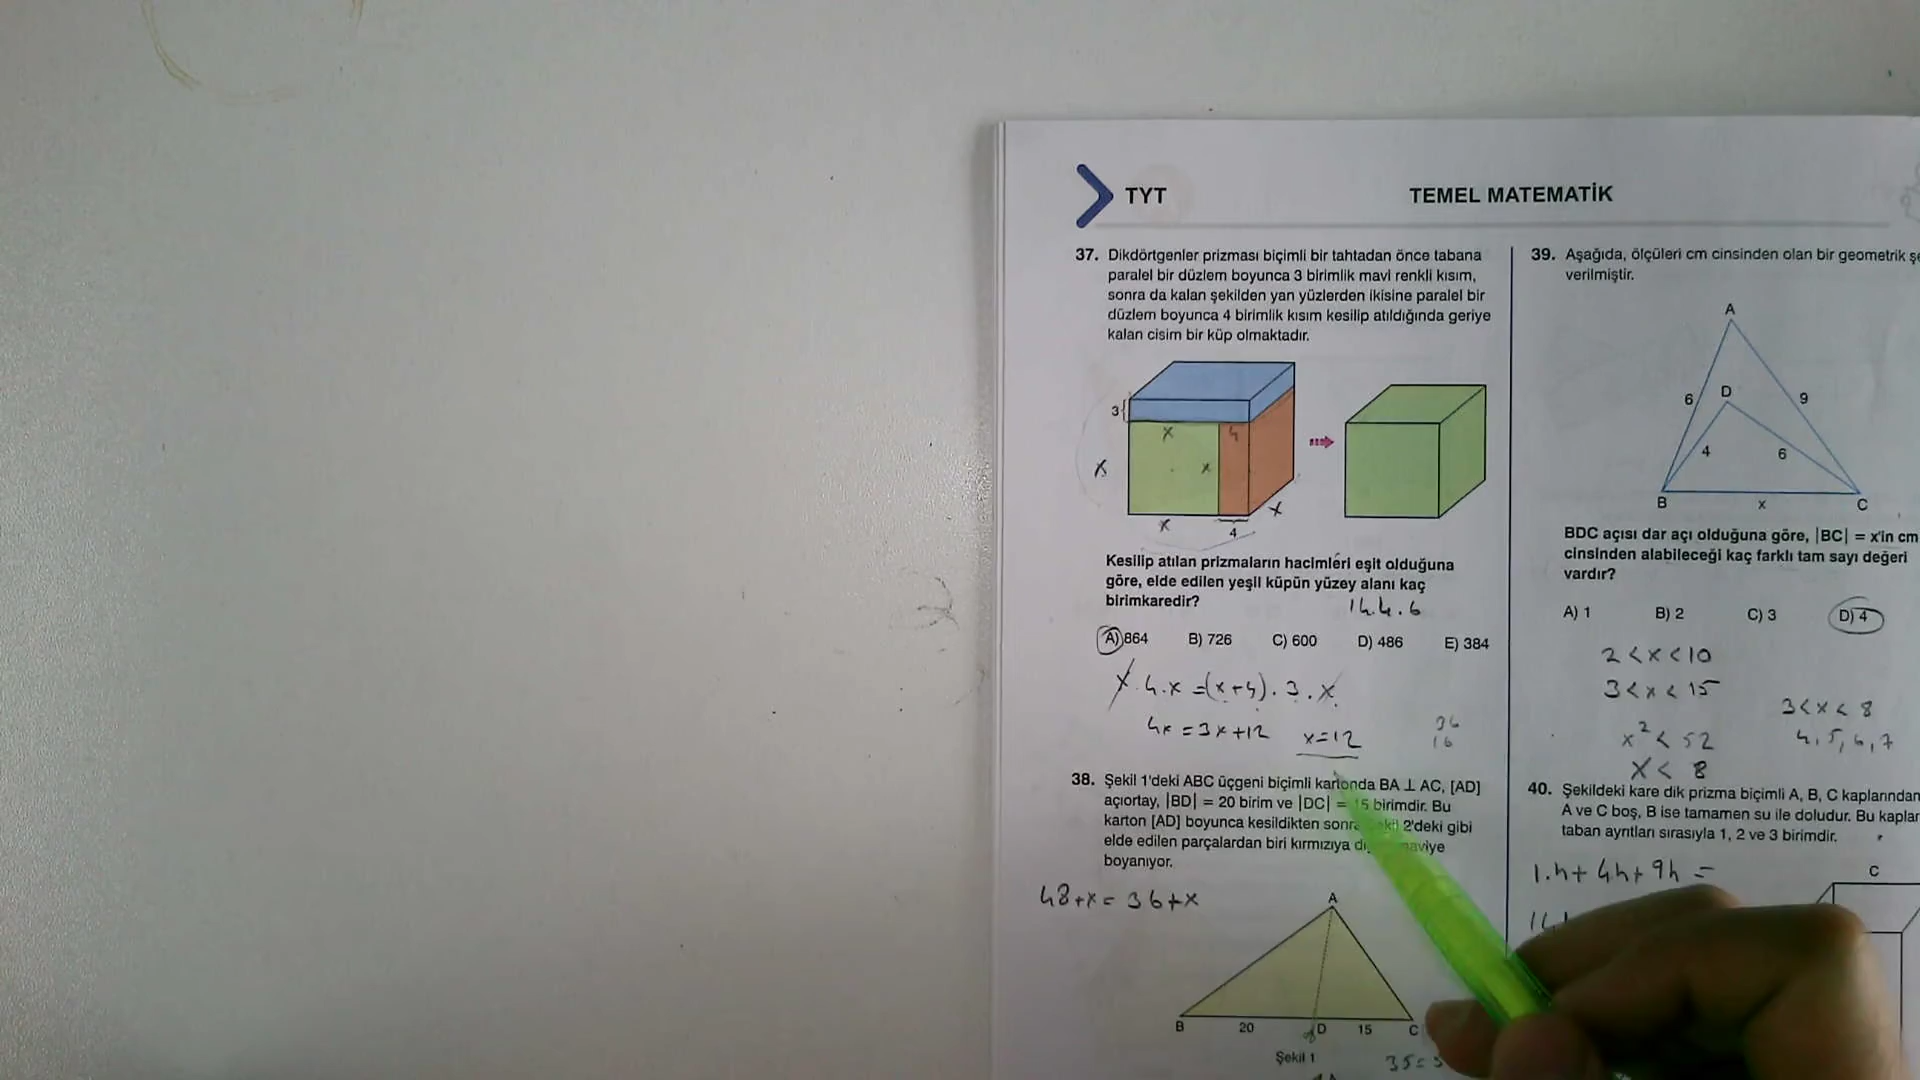 TYT
TEMEL MATEMATİK
37. Dikdörtgenler prizması biçimli bir tahtadan önce tabana
paralel bir düzlem boyunca 3 birimlik mavi renkli kısım,
sonra da kalan şekilden yan yüzlerden ikisine paralel bir
düzlem boyunca 4 birimlik kısım kesilip atıldığında geriye
kalan cisim bir küp olmaktadır.
3
x
4
x
x
x
4
x
Kesilip atılan prizmaların hacimleri eşit olduğuna
göre, elde edilen yeşil küpün yüzey alanı kaç
birimkaredir?
A) 864 B) 726 C) 600 D) 486 E) 384
x.4.x=(x+4).3.x
4x=3x+12 x=12
38. Şekil 1'deki ABC üçgeni biçimli kartonda BA ⊥ AC, [AD]
açıortay, |BD| = 20 birim ve |DC| = 15 birimdir. Bu
karton [AD] boyunca kesildikten sonra 2'deki gibi
elde edilen parçalardan biri kırmızıya
boyanıyor.
48+x=36+x
A
B 20 D 15 C
Şekil 1
39. Aşağıda, ölçüleri cm cinsinden olan bir geometrik
verilmiştir.
A
6 D 9
4 6
B x C
BDC açısı dar açı olduğuna göre, |BC| = x'in cm
cinsinden alabileceği kaç farklı tam sayı değeri
vardır?
A) 1 B) 2 C) 3 D) 4
2<x<10
3<x<15
3<x<8
x²<52
4,5,6,7
x<8
36
16
40. Şekildeki kare dik prizma biçimli A, B, C kaplarından
A ve C boş, B ise tamamen su ile doludur. Bu
taban ayrıtları sırasıyla 1, 2 ve 3 birimdir.
1.h+4h+9h=
C